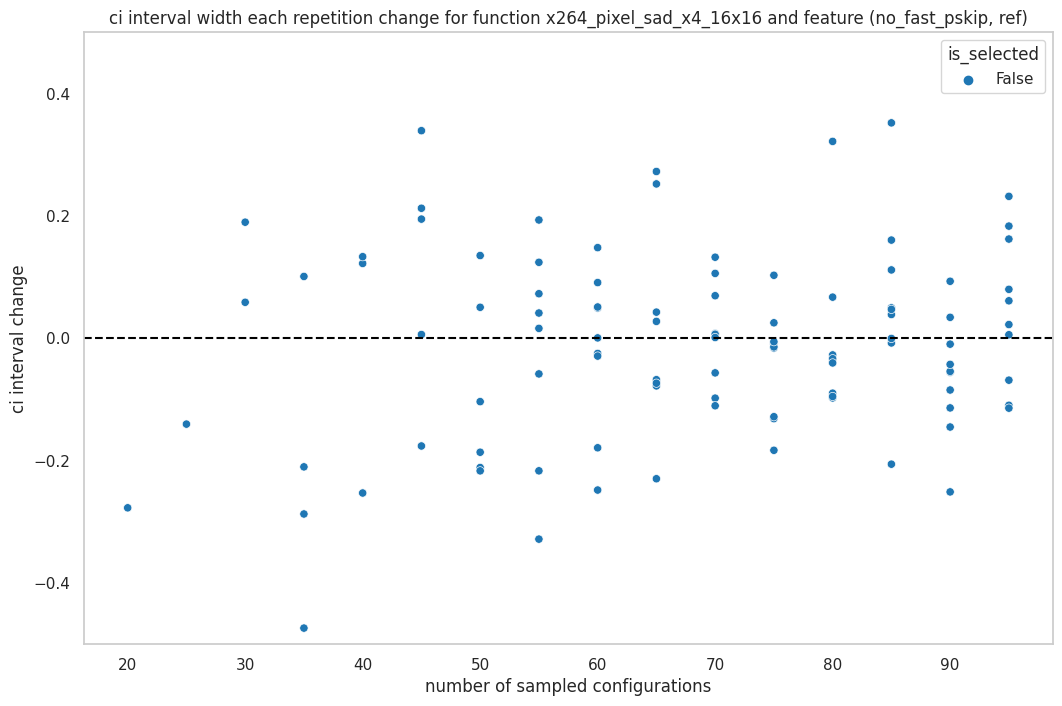 ci interval width each repetition change for function x264_pixel_sad_x4_16x16 and feature (no_fast_pskip, ref)
is_selected
False
0.4
0.2
0.0
−0.2
−0.4
ci interval change
20 30 40 50 60 70 80 90
number of sampled configurations